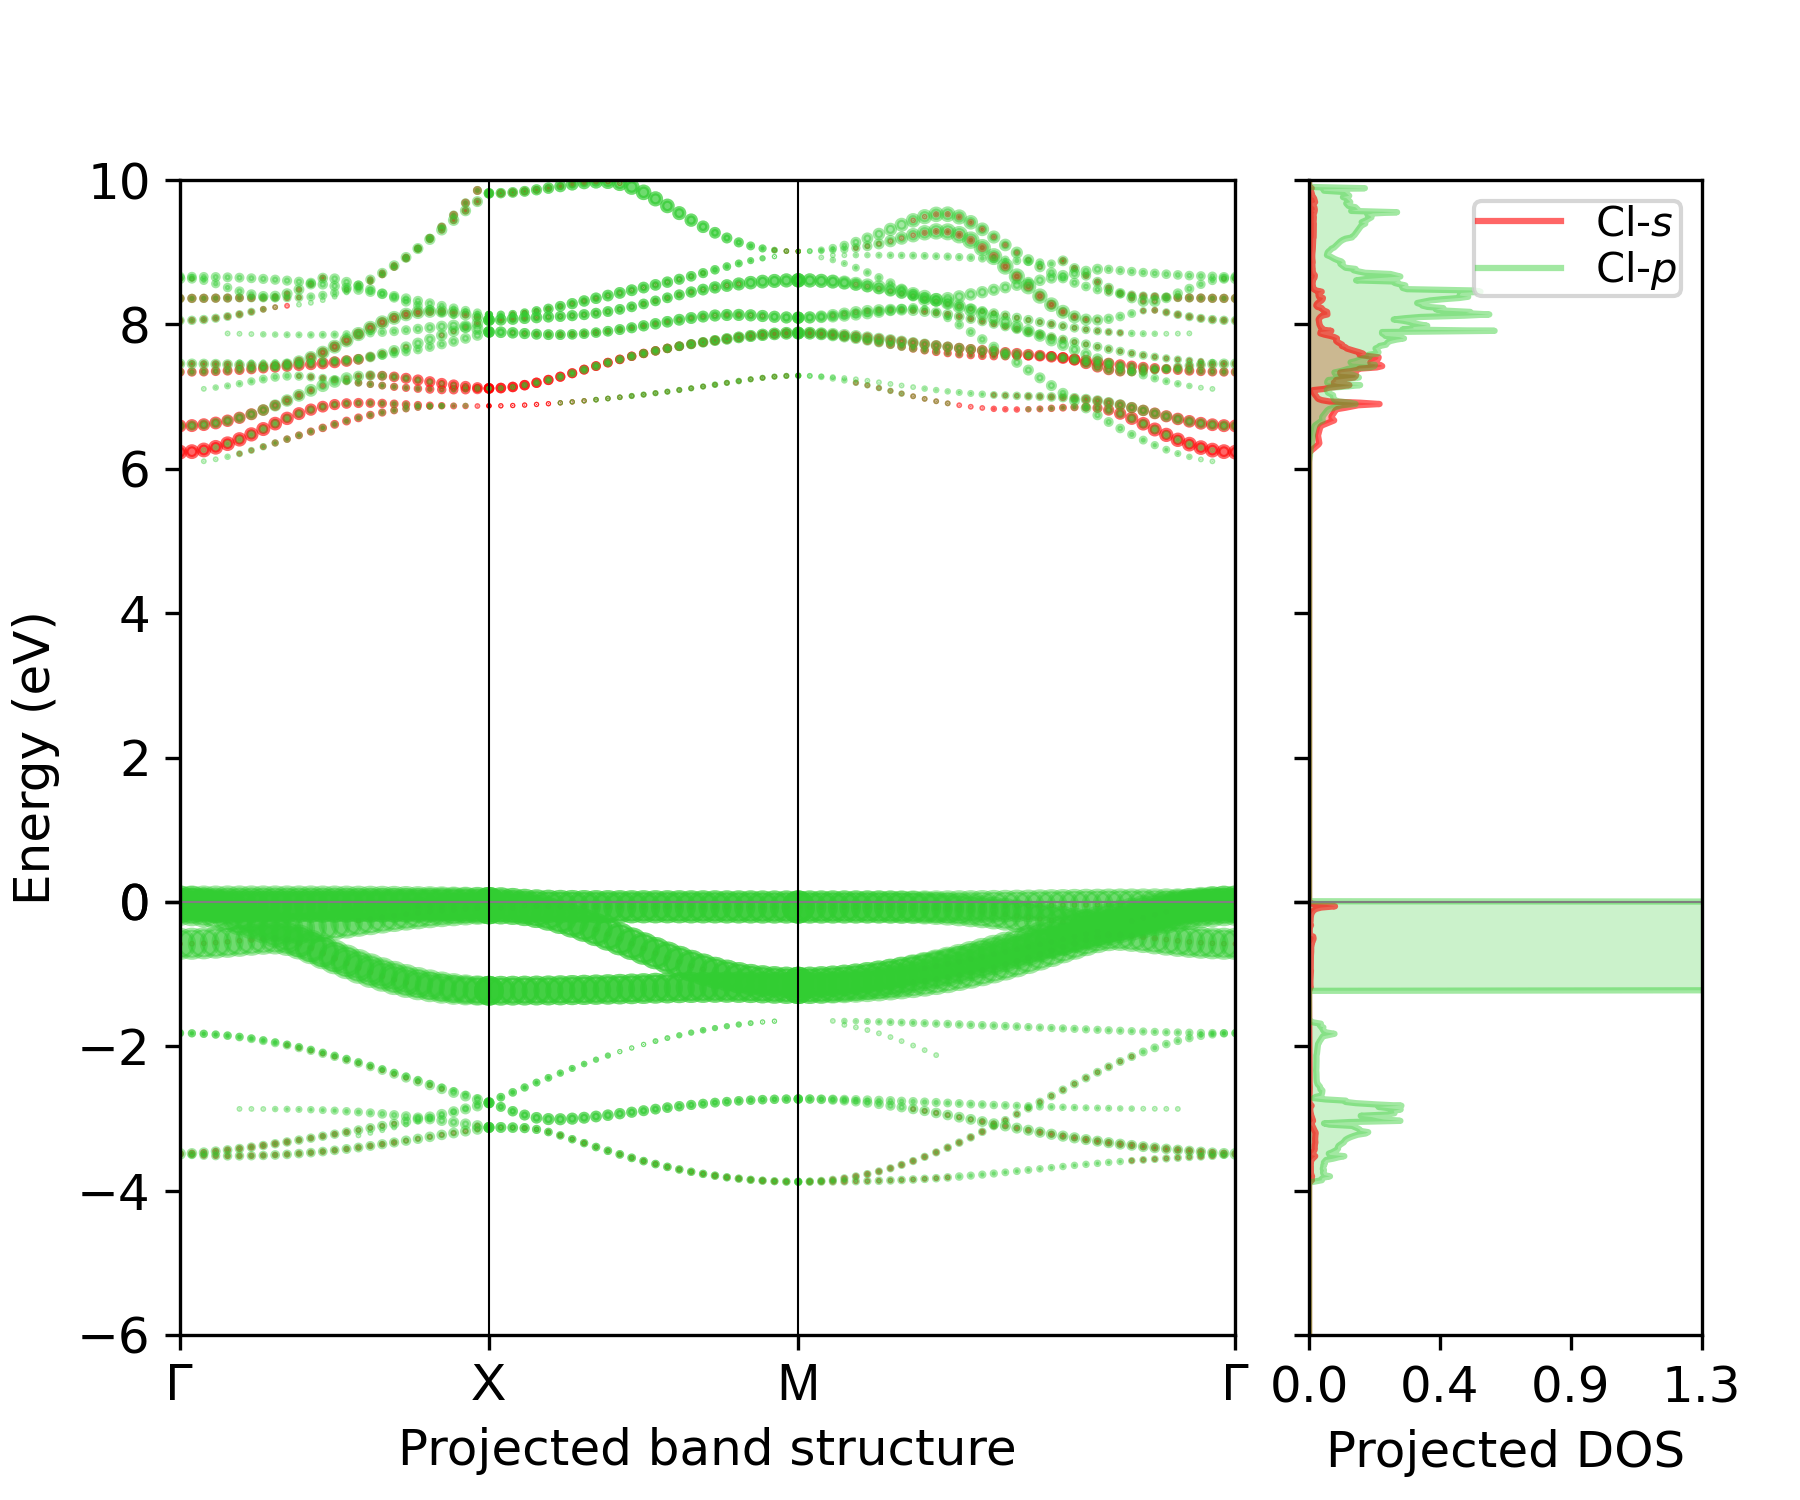 10
8
6
4
2
0
−2
−4
−6
Energy (eV)
Γ X M Γ
Projected band structure
Cl-s
Cl-p
0.0 0.4 0.9 1.3
Projected DOS